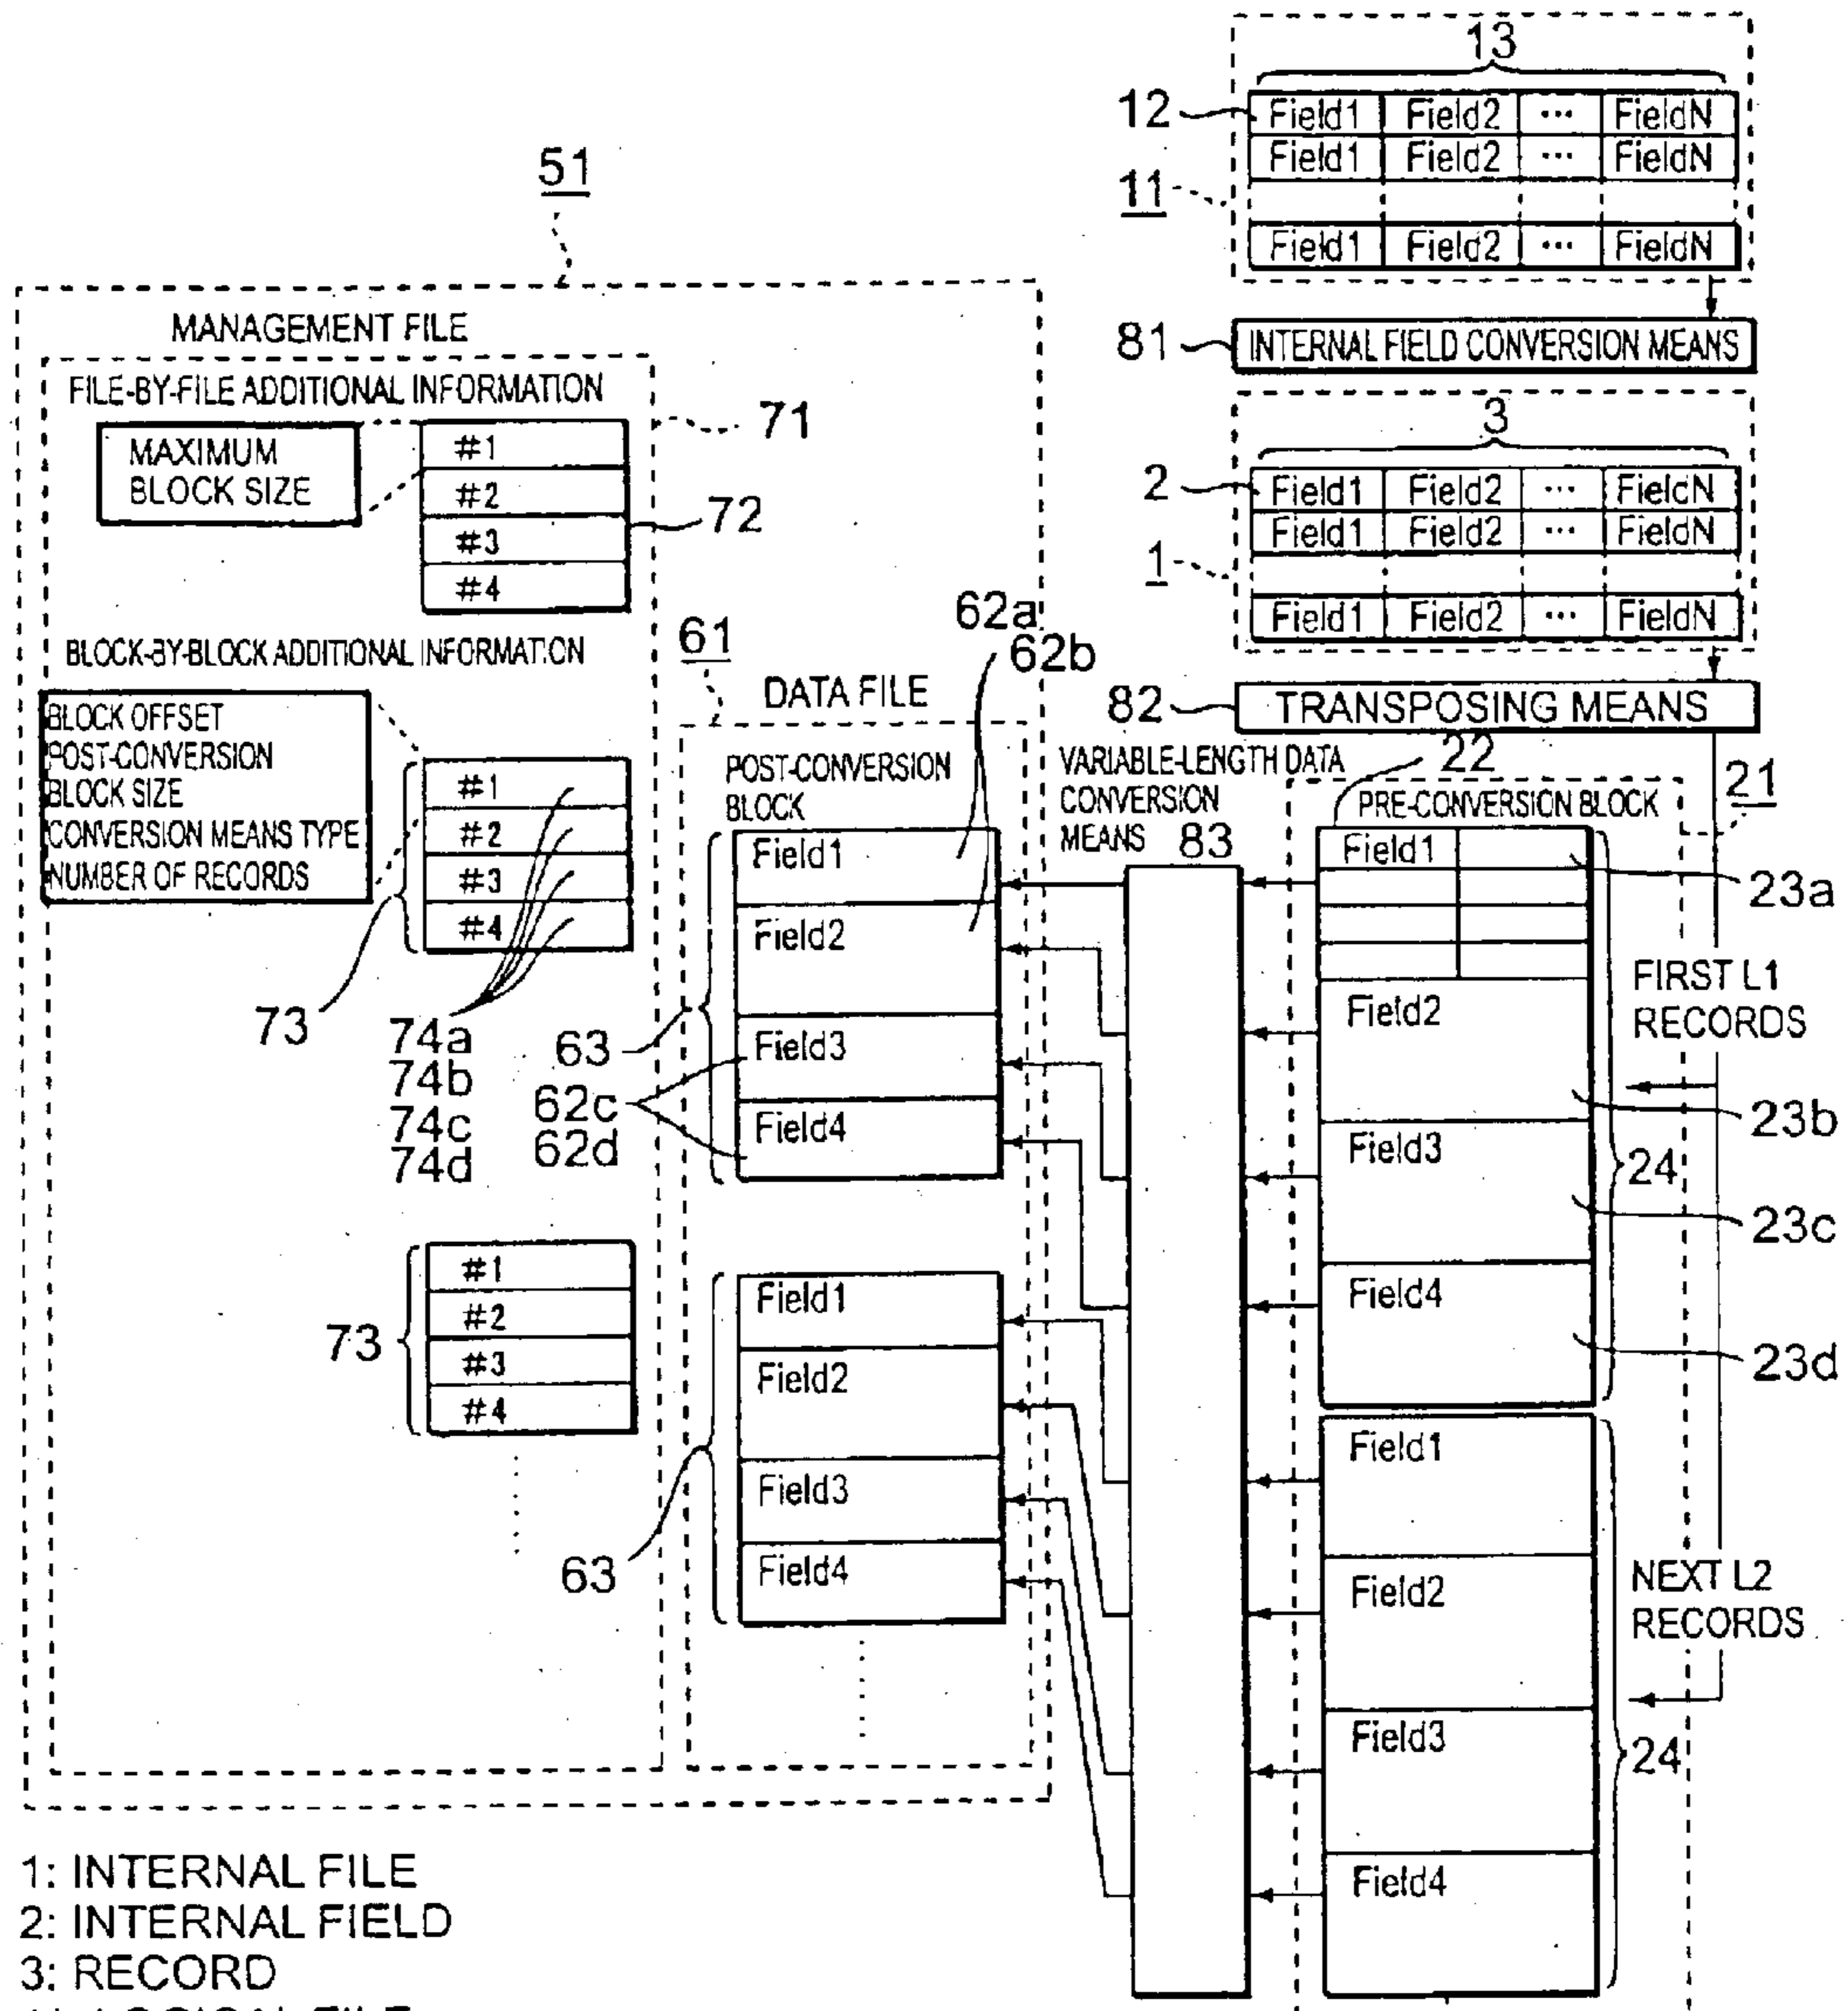 13
12
Field1 Field2 ... FieldN
Field1 Field2 ... FieldN
11
Field1 Field2 ... FieldN
51
81
INTERNAL FIELD CONVERSION MEANS
MANAGEMENT FILE
FILE-BY-FILE ADDITIONAL INFORMATION
71
MAXIMUM
BLOCK SIZE
#1
#2
#3
#4
72
3
2
Field1 Field2 ... FieldN
Field1 Field2 ... FieldN
1
Field1 Field2 ... FieldN
82
TRANSPOSING MEANS
BLOCK-BY-BLOCK ADDITIONAL INFORMATION
BLOCK OFFSET
POST-CONVERSION
BLOCK SIZE
CONVERSION MEANS TYPE
NUMBER OF RECORDS
#1
#2
#3
#4
73
74a
74b
74c
74d
73
#1
#2
#3
#4
61
DATA FILE
62a
62b
POST-CONVERSION
BLOCK
Field1
Field2
Field3
Field4
63
62c
62d
Field1
Field2
Field3
Field4
63
VARIABLE-LENGTH DATA
CONVERSION
MEANS
83
22
PRE-CONVERSION BLOCK
21
Field1
23a
FIRST L1
RECORDS
Field2
23b
Field3
24
23c
Field4
23d
Field1
Field2
NEXT L2
RECORDS
Field3
24
Field4
1: INTERNAL FILE
2: INTERNAL FIELD
3: RECORD